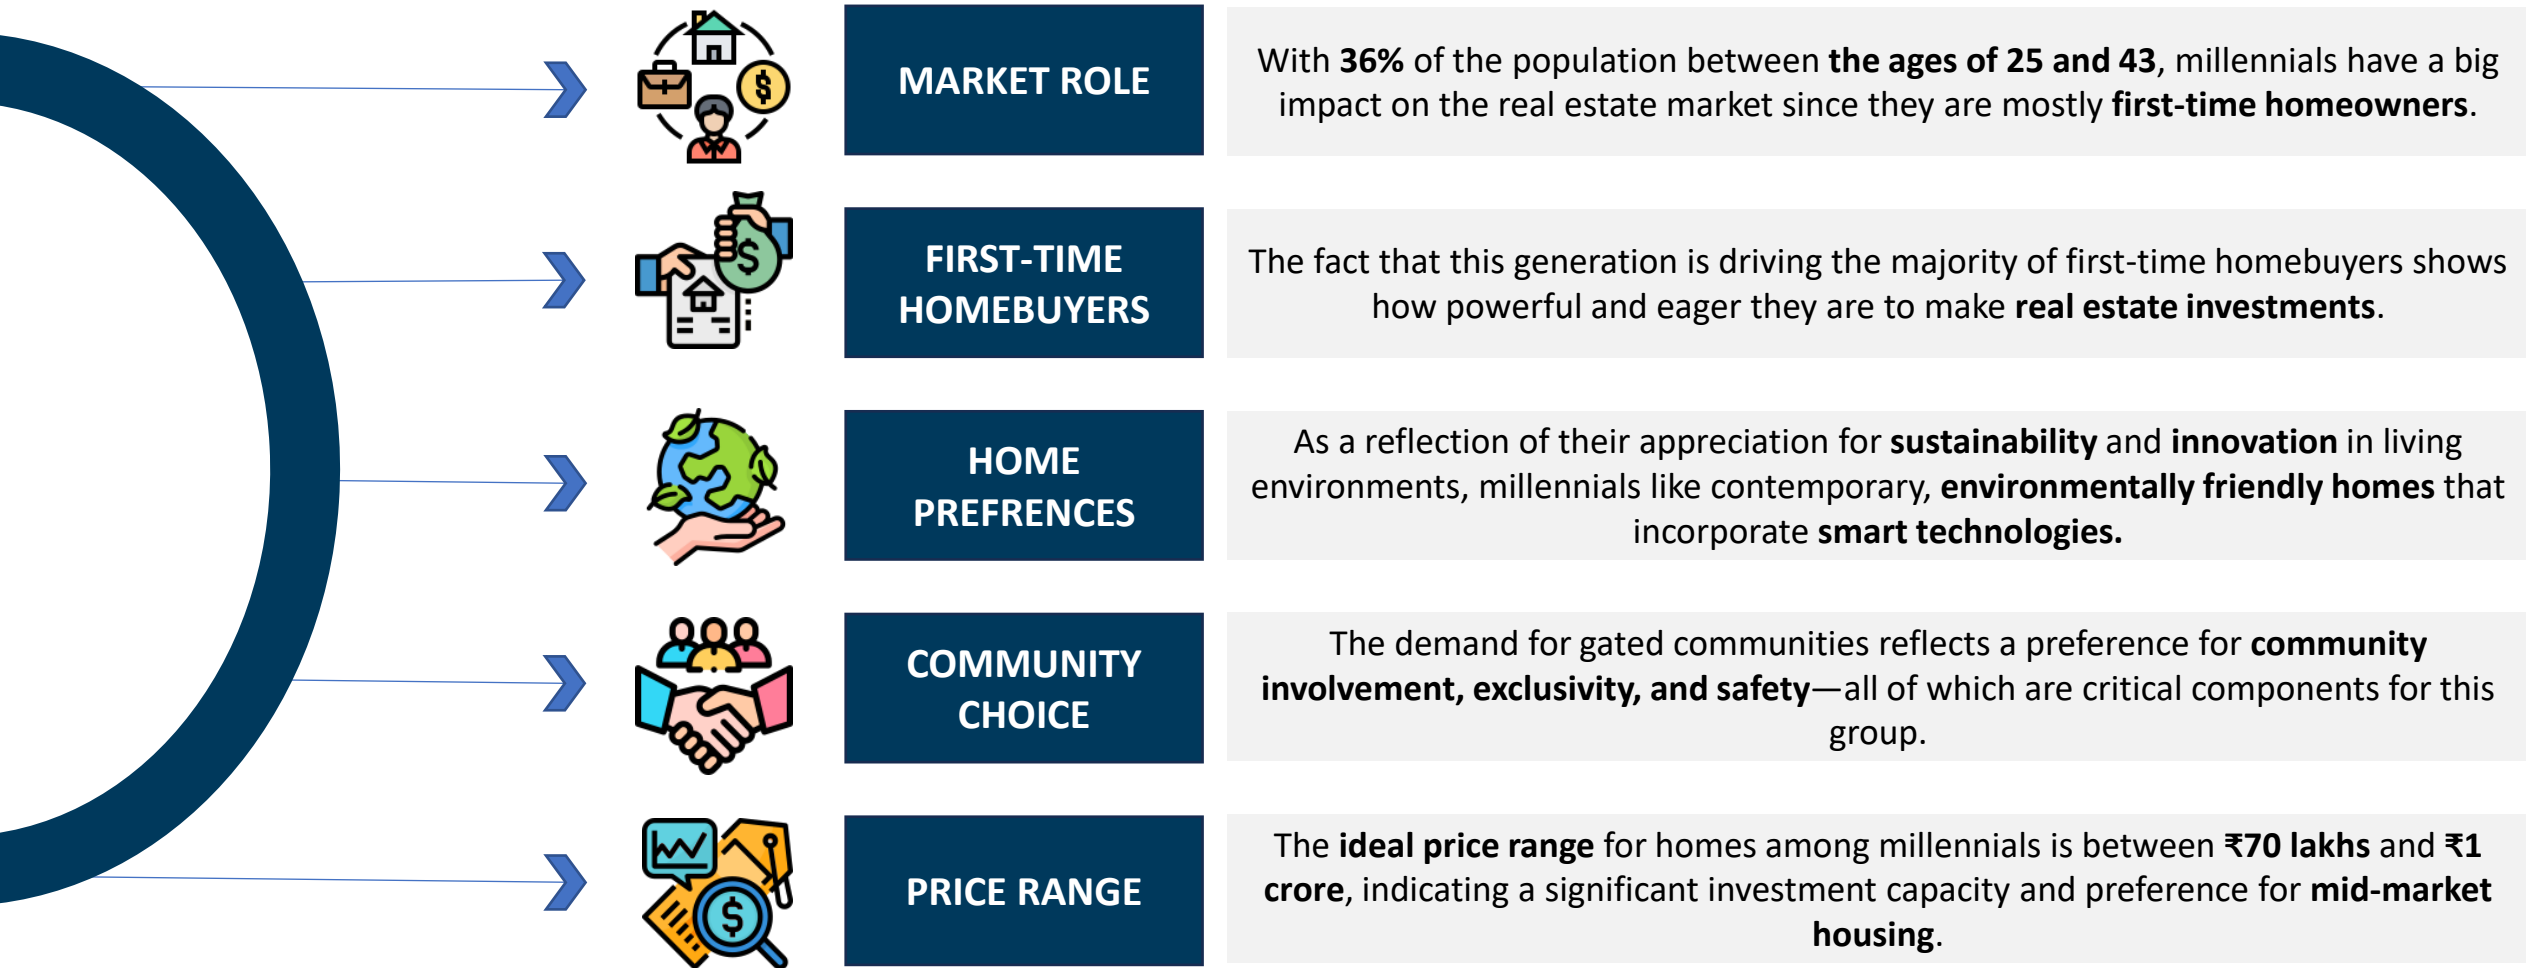 MARKET ROLE
With 36% of the population between the ages of 25 and 43, millennials have a big
impact on the real estate market since they are mostly first-time homeowners.
FIRST-TIME
HOMEBUYERS
The fact that this generation is driving the majority of first-time homebuyers shows
how powerful and eager they are to make real estate investments.
HOME
PREFRENCES
As a reflection of their appreciation for sustainability and innovation in living
environments, millennials like contemporary, environmentally friendly homes that
incorporate smart technologies.
COMMUNITY
CHOICE
The demand for gated communities reflects a preference for community
involvement, exclusivity, and safety—all of which are critical components for this
group.
PRICE RANGE
The ideal price range for homes among millennials is between ₹70 lakhs and ₹1
crore, indicating a significant investment capacity and preference for mid-market
housing.